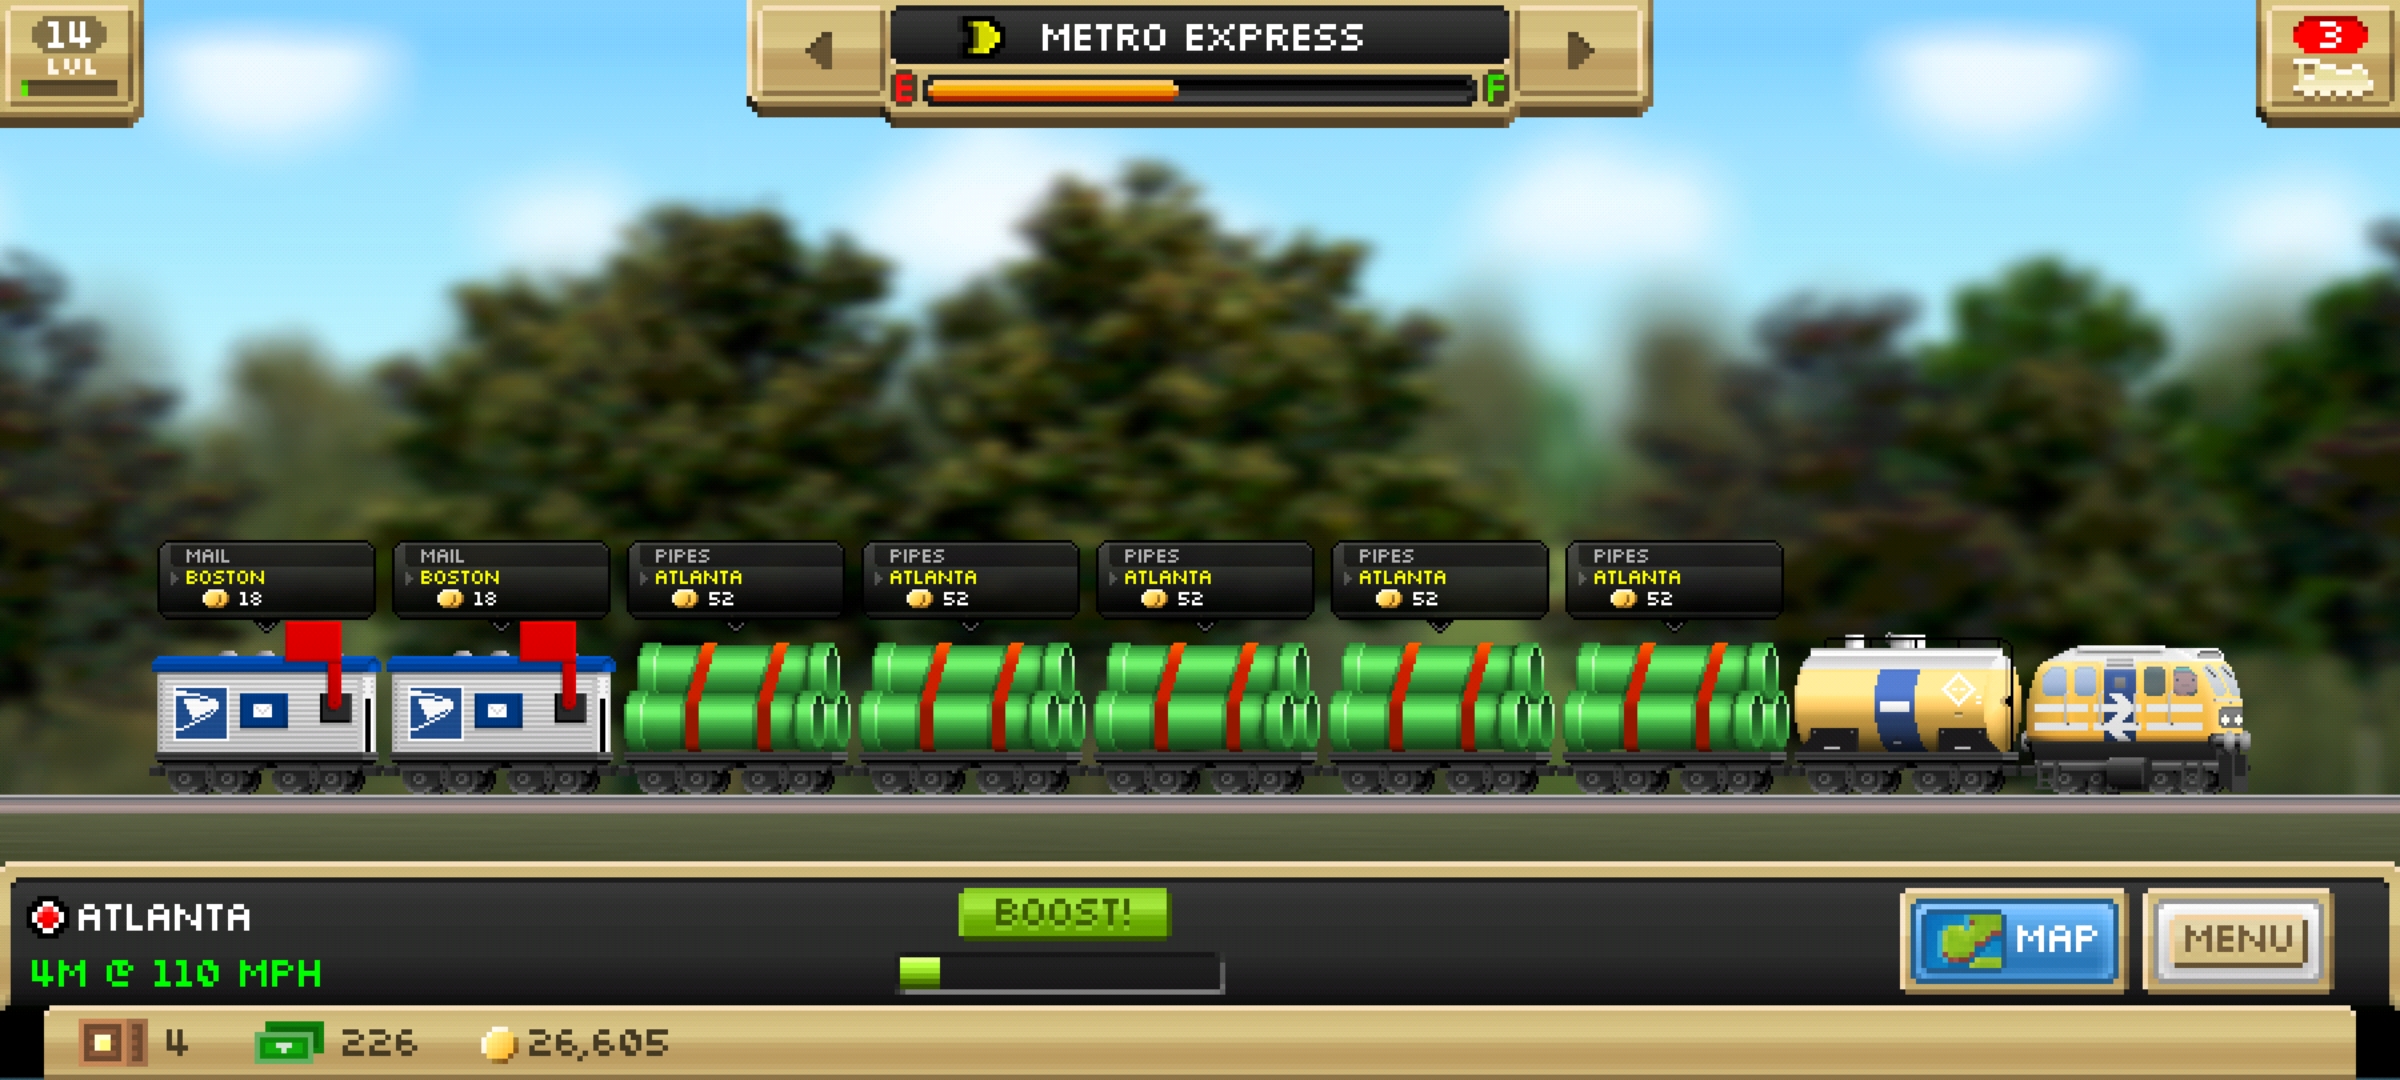 14
LVL
METRO EXPRESS
E
F
3
MAIL
BOSTON
18
MAIL
BOSTON
18
PIPES
ATLANTA
52
PIPES
ATLANTA
52
PIPES
ATLANTA
52
PIPES
ATLANTA
52
PIPES
ATLANTA
52
ATLANTA
4M @ 110 MPH
BOOST!
MAP
MENU
4
226
26,605